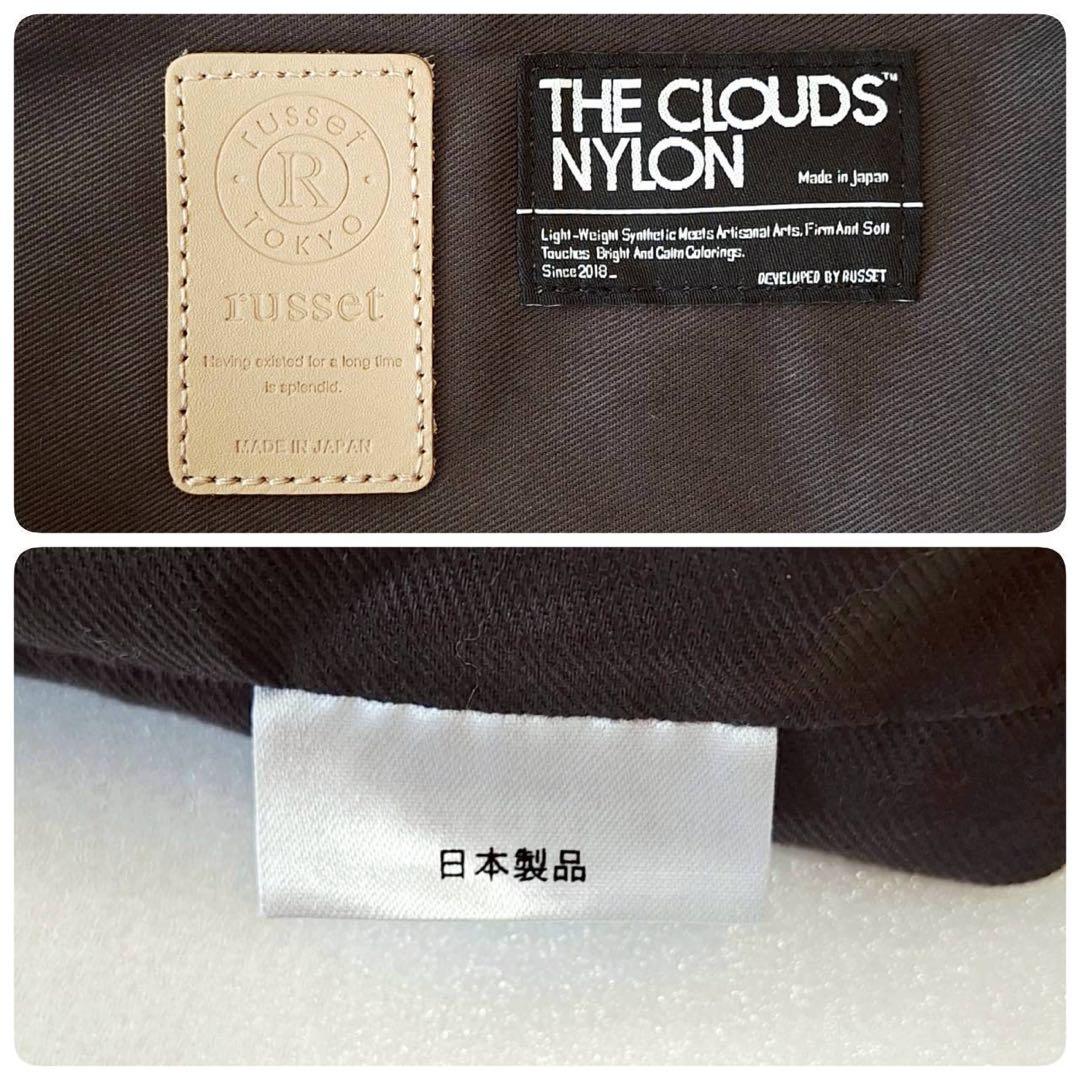 russet
R
TOKYO
russet
Having existed for a long time
is splendid.
MADE IN JAPAN
THE CLOUDS™
NYLON
Made in Japan
Light-Weight Synthetic Meets Artisanal Arts, Firm And Soft
Touches Bright And Calm Colorings.
Since 2018_
DEVELOPED BY RUSSET
日本製品